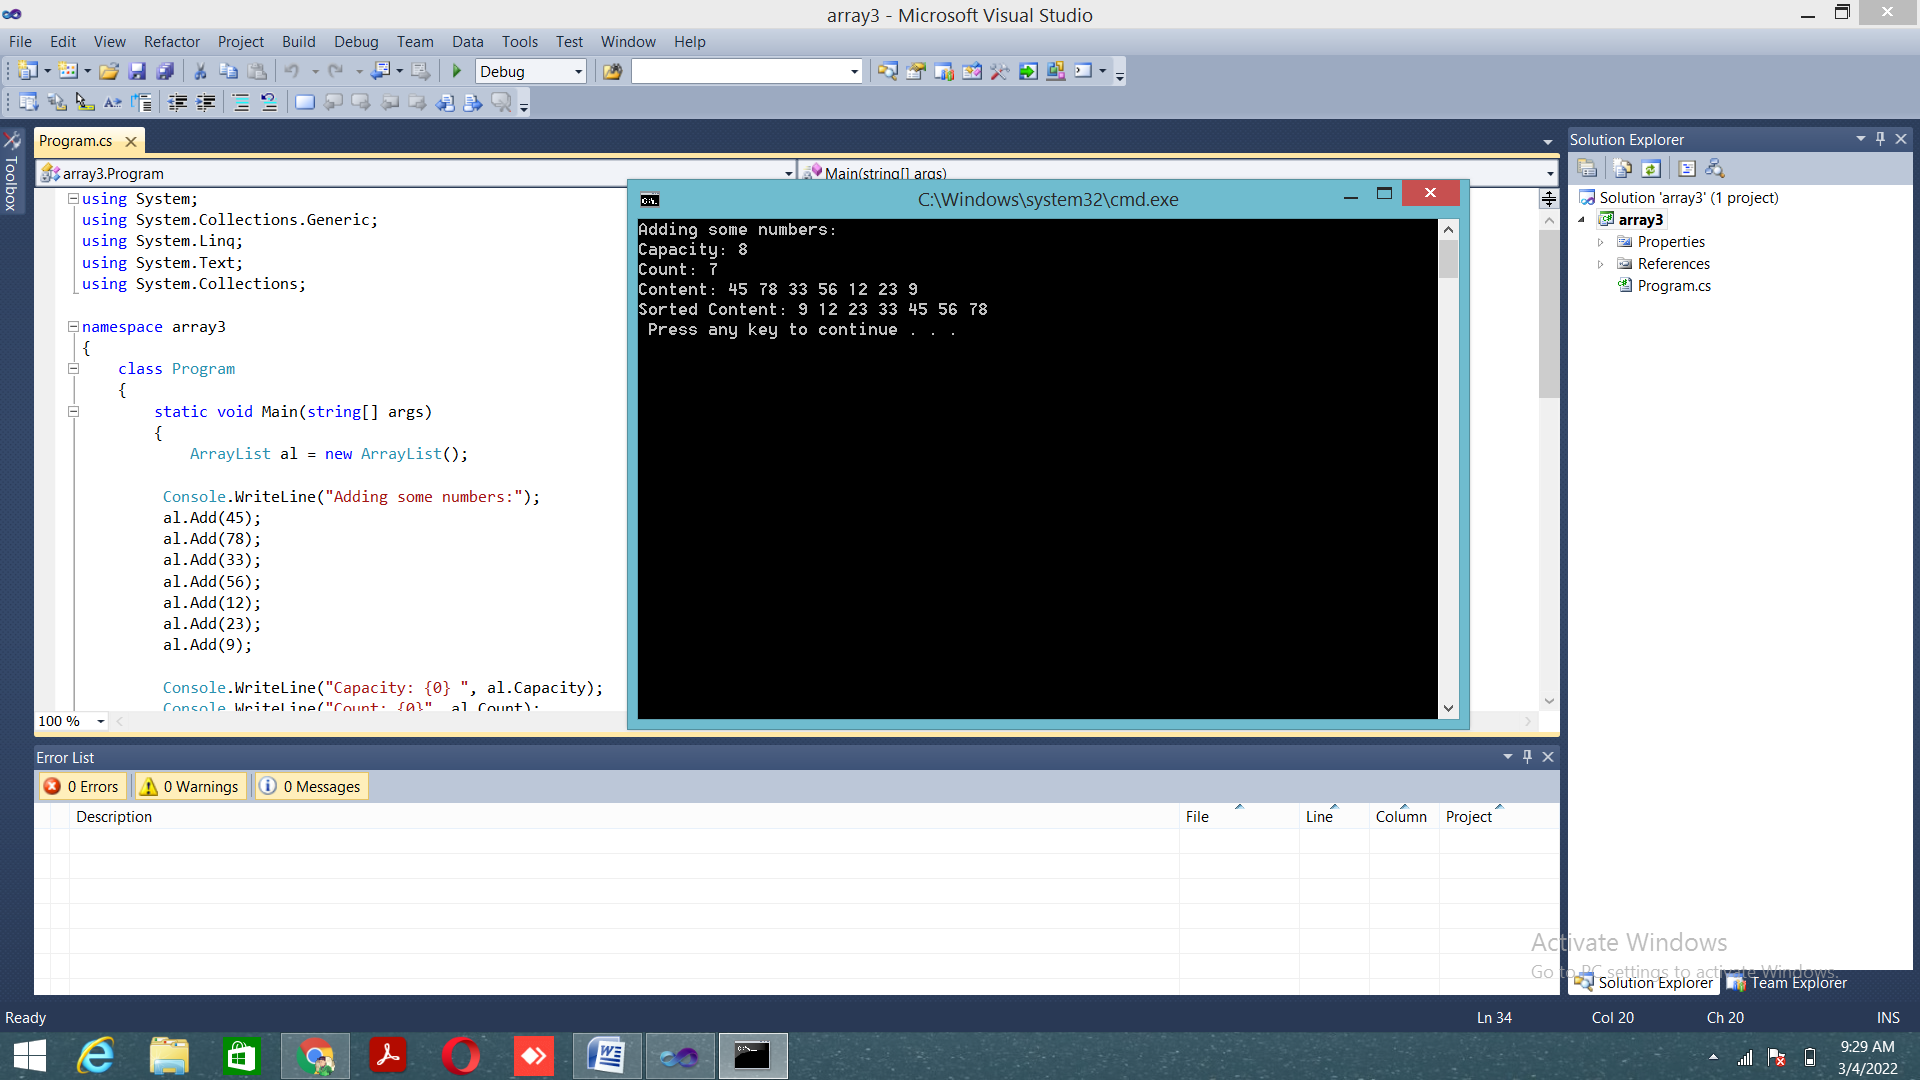 array3 - Microsoft Visual Studio
File Edit View Refactor Project Build Debug Team Data Tools Test Window Help
Debug
Program.cs
Toolbox
array3.Program
Main(string[] args)
using System;
using System.Collections.Generic;
using System.Linq;
using System.Text;
using System.Collections;
namespace array3
{
class Program
{
static void Main(string[] args)
{
ArrayList al = new ArrayList();
Console.WriteLine("Adding some numbers:");
al.Add(45);
al.Add(78);
al.Add(33);
al.Add(56);
al.Add(12);
al.Add(23);
al.Add(9);
Console.WriteLine("Capacity: {0} ", al.Capacity);
Console.WriteLine("Count: {0}", al.Count);
100 %
C:\Windows\system32\cmd.exe
Adding some numbers:
Capacity: 8
Count: 7
Content: 45 78 33 56 12 23 9
Sorted Content: 9 12 23 33 45 56 78
Press any key to continue . . .
Solution Explorer
Solution 'array3' (1 project)
array3
Properties
References
Program.cs
Error List
0 Errors 0 Warnings 0 Messages
Description File Line Column Project
Activate Windows
Go to PC settings to activate Windows.
Solution Explorer Team Explorer
Ready Ln 34 Col 20 Ch 20 INS
9:29 AM
3/4/2022